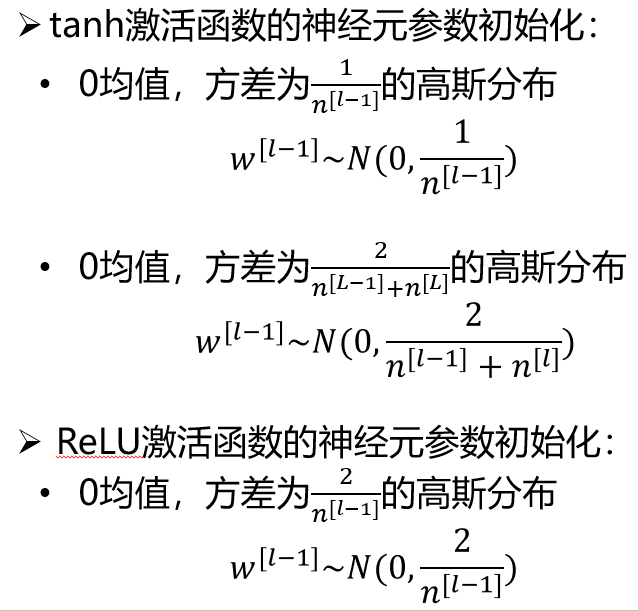 ➢ tanh激活函数的神经元参数初始化：
• 0均值，方差为$\frac{1}{n^{[l-1]}}$的高斯分布
$w^{[l-1]} \sim N(0, \frac{1}{n^{[l-1]}})$
• 0均值，方差为$\frac{2}{n^{[L-1]}+n^{[L]}}$的高斯分布
$w^{[l-1]} \sim N(0, \frac{2}{n^{[l-1]}+n^{[l]}})$
➢ ReLU激活函数的神经元参数初始化：
• 0均值，方差为$\frac{2}{n^{[l-1]}}$的高斯分布
$w^{[l-1]} \sim N(0, \frac{2}{n^{[l-1]}})$